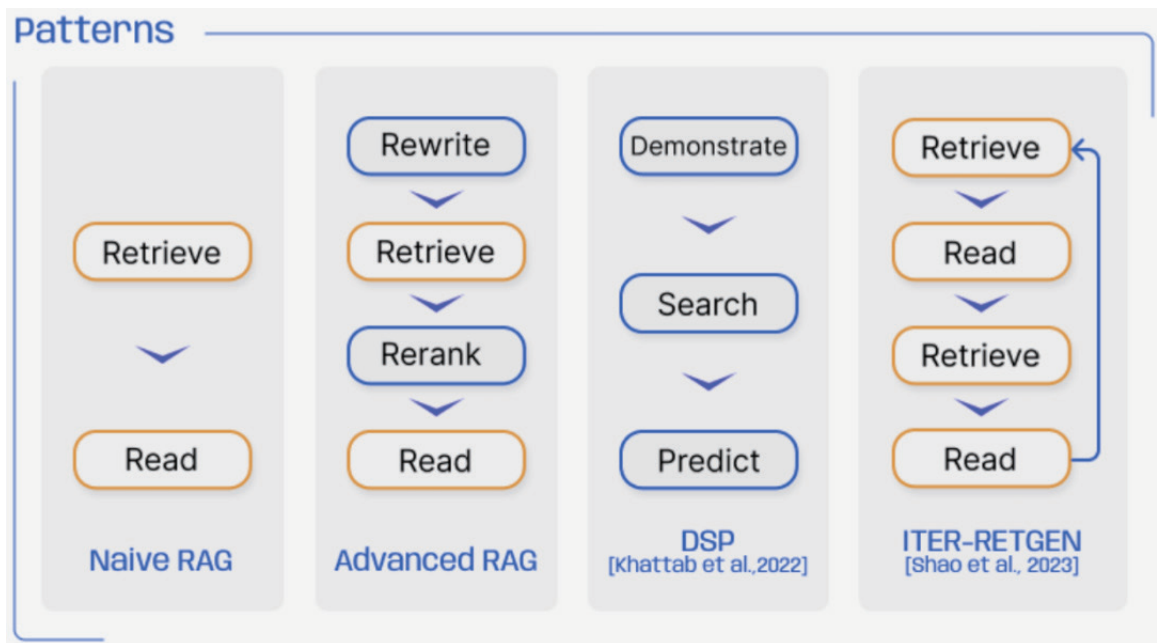 Patterns
Retrieve
Read
Naive RAG
Rewrite
Retrieve
Rerank
Read
Advanced RAG
Demonstrate
Search
Predict
DSP
[Khattab et al.,2022]
Retrieve
Read
Retrieve
Read
ITER-RETGEN
[Shao et al., 2023]